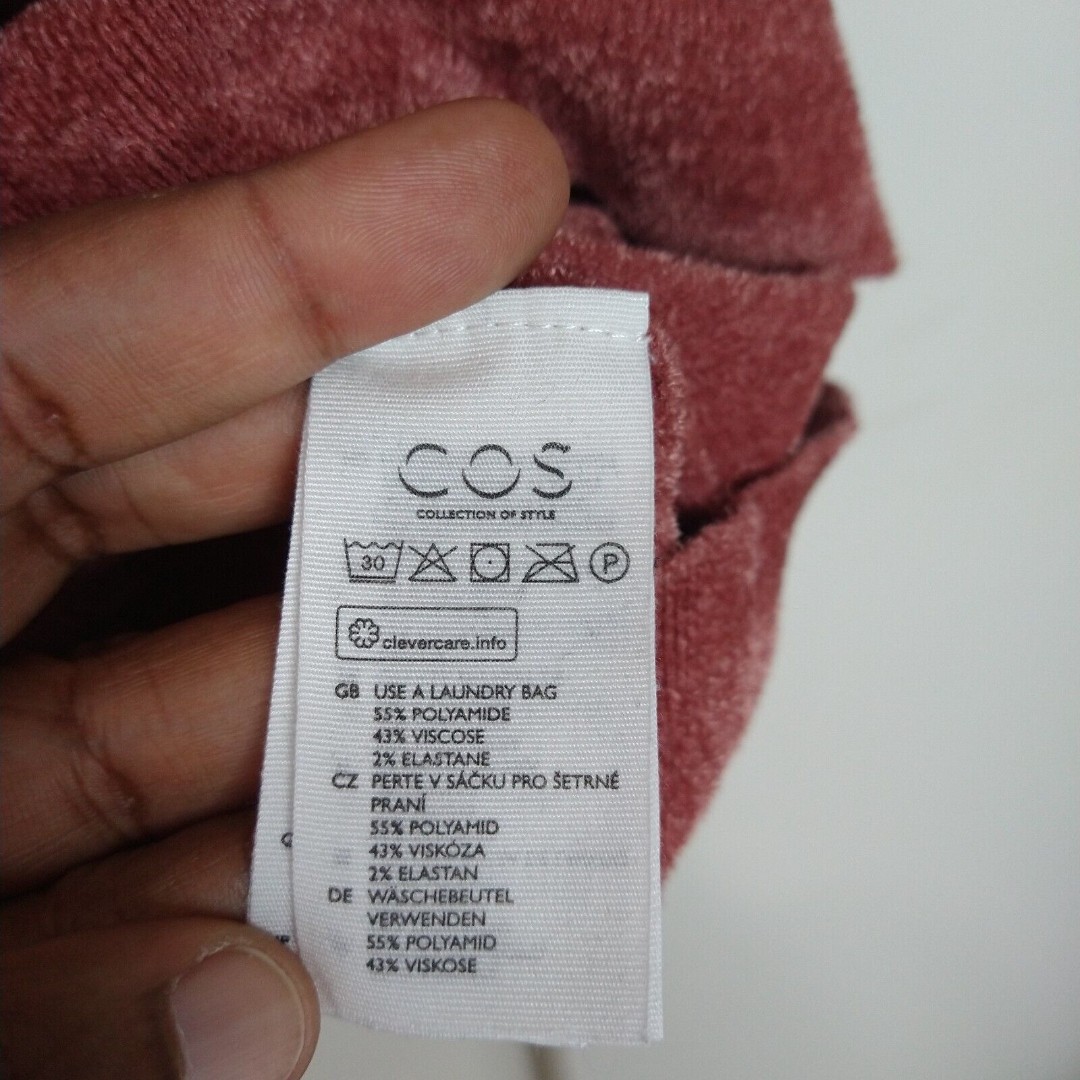 COS
COLLECTION OF STYLE
30 P
clevercare.info
GB USE A LAUNDRY BAG
55% POLYAMIDE
43% VISCOSE
2% ELASTANE
CZ PERTE V SÁČKU PRO ŠETRNÉ
PRANÍ
55% POLYAMID
43% VISKÓZA
2% ELASTAN
DE WÄSCHEBEUTEL
VERWENDEN
55% POLYAMID
43% VISKOSE